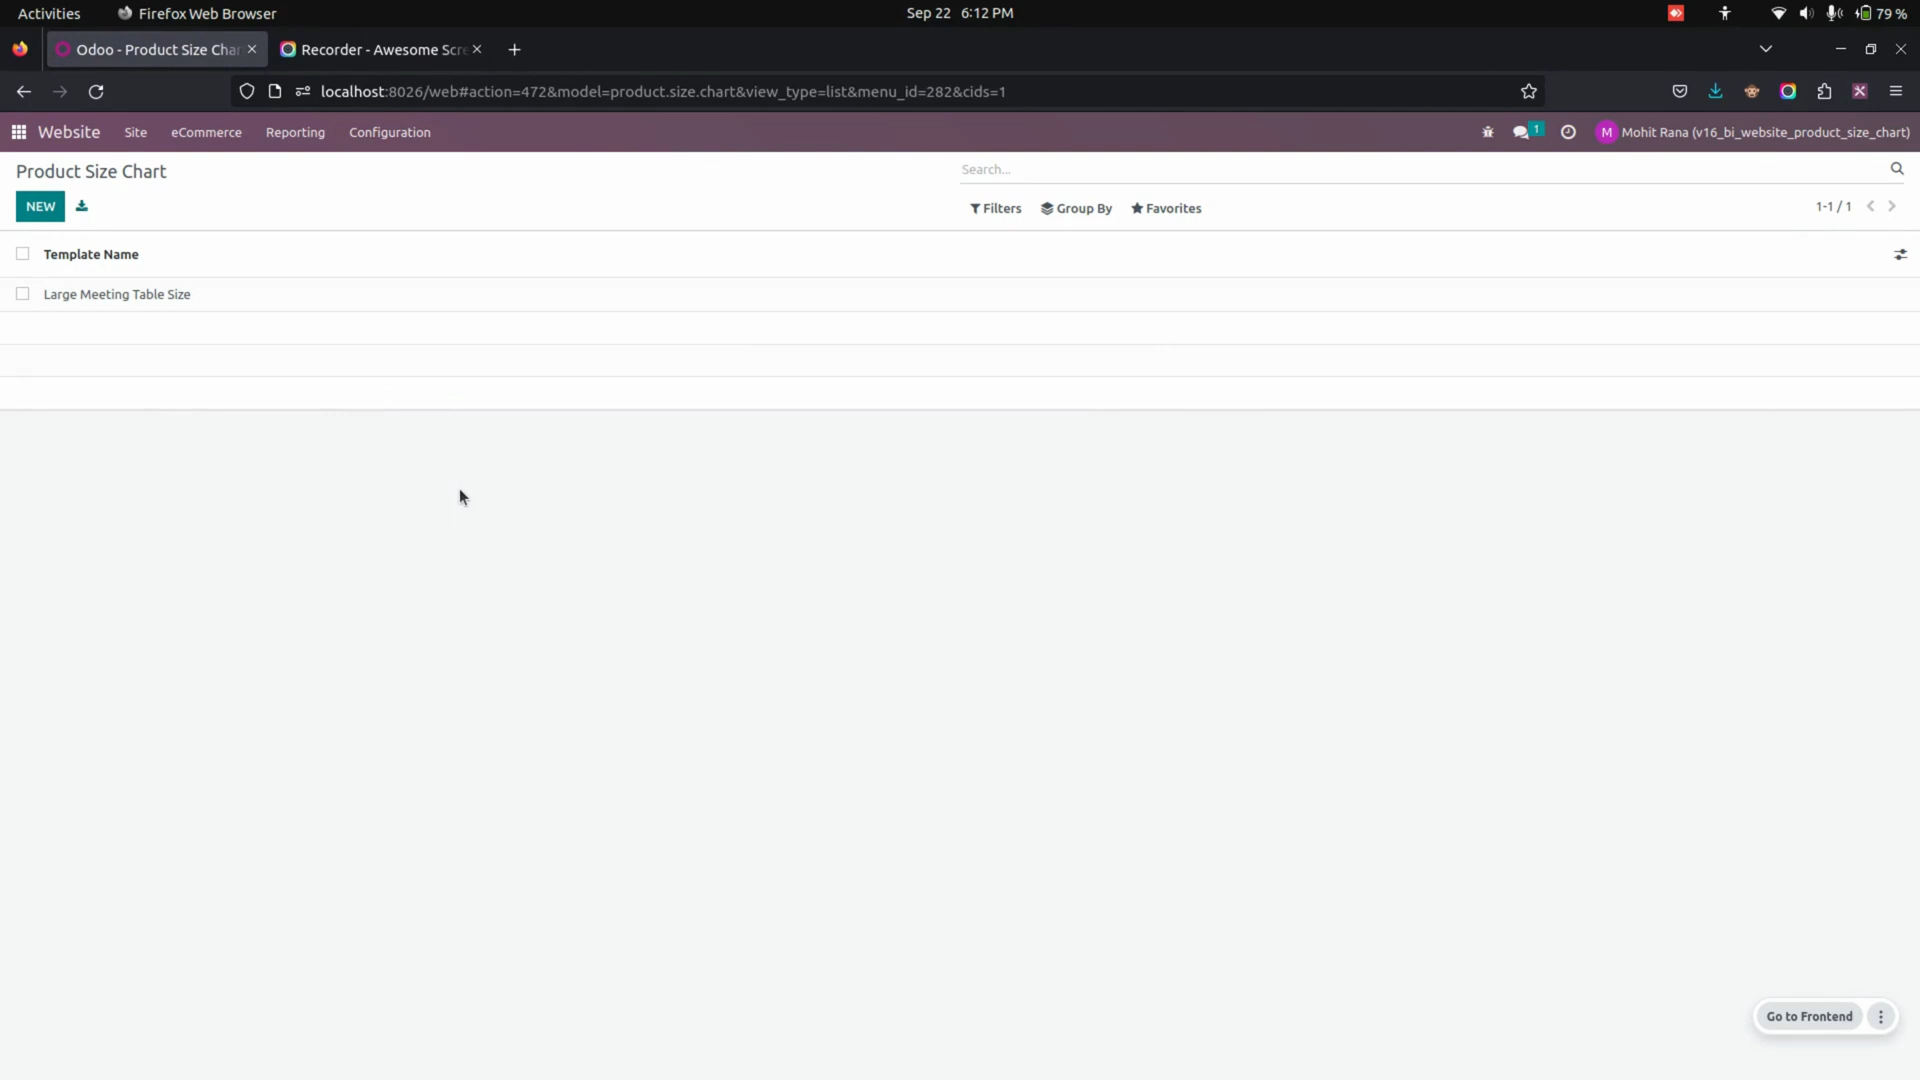 Activities Firefox Web Browser Sep 22 6:12 PM 79 %
Odoo - Product Size Char Recorder - Awesome Scre
localhost:8026/web#action=472&model=product.size.chart&view_type=list&menu_id=282&cids=1
Website Site eCommerce Reporting Configuration 1 M Mohit Rana (v16_bi_website_product_size_chart)
Product Size Chart Search...
NEW Filters Group By Favorites 1-1 / 1
Template Name
Large Meeting Table Size
Go to Frontend